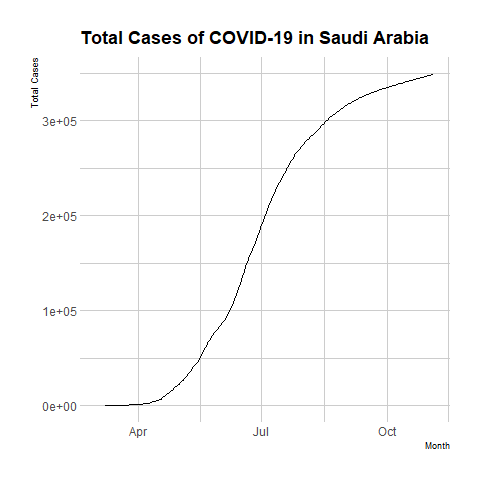 Total Cases of COVID-19 in Saudi Arabia
Total Cases
3e+05
2e+05
1e+05
0e+00
Apr Jul Oct
Month